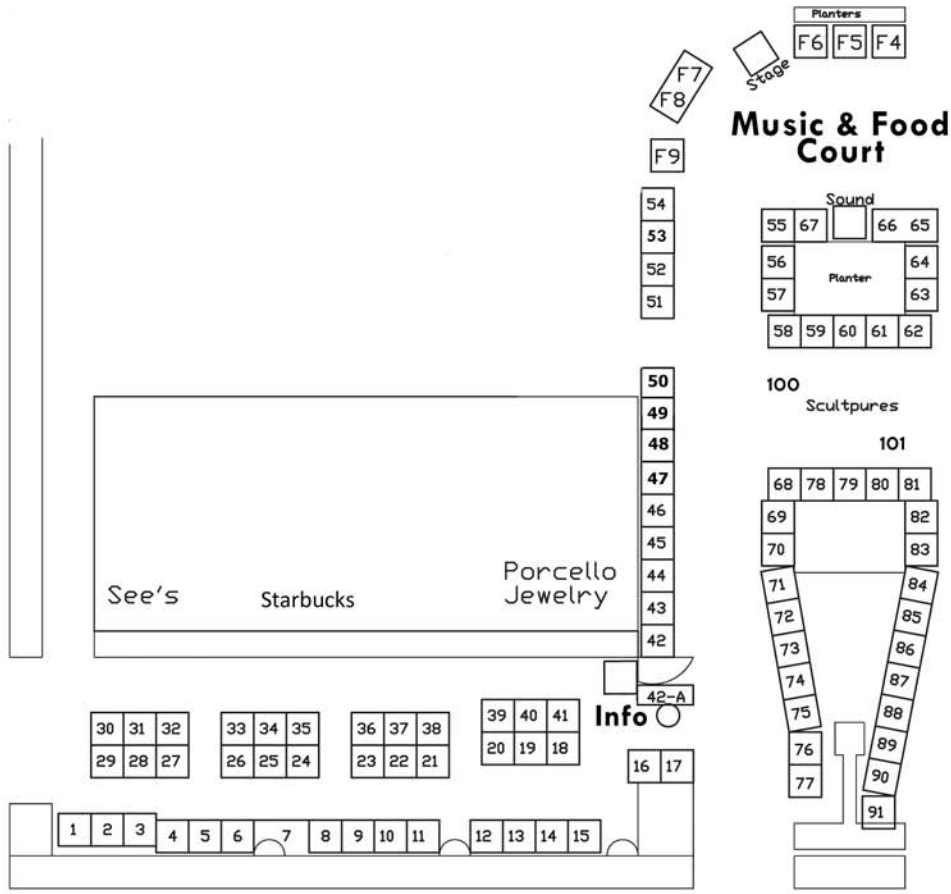 Planters
F6 F5 F4
F7
F8
Stage
Music & Food
Court
F9
54
53
52
51
Sound
55 67 66 65
56 64
Planter
57 63
58 59 60 61 62
50
49
48
47
46
45
44
43
42
100
Scultpures
101
68 78 79 80 81
69 82
70 83
71 84
72 85
73 86
74 87
75 88
76 89
77 90
91
See's
Starbucks
Porcello
Jewelry
42-A
Info
30 31 32 33 34 35 36 37 38 39 40 41
29 28 27 26 25 24 23 22 21 20 19 18
16 17
1 2 3 4 5 6 7 8 9 10 11 12 13 14 15